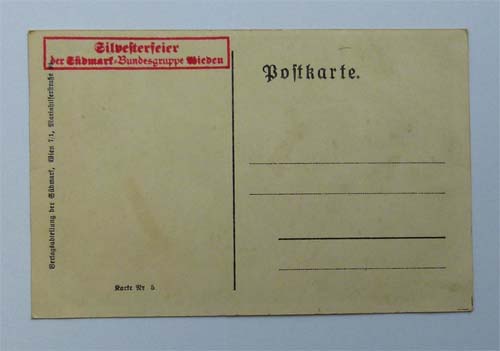 Silvesterfeier
der Südmark-Bundesgruppe Wieden
Postkarte.
Verlagsabteilung der Südmark, Wien 7/1, Mariahilferstraße
Karte Nr 5.